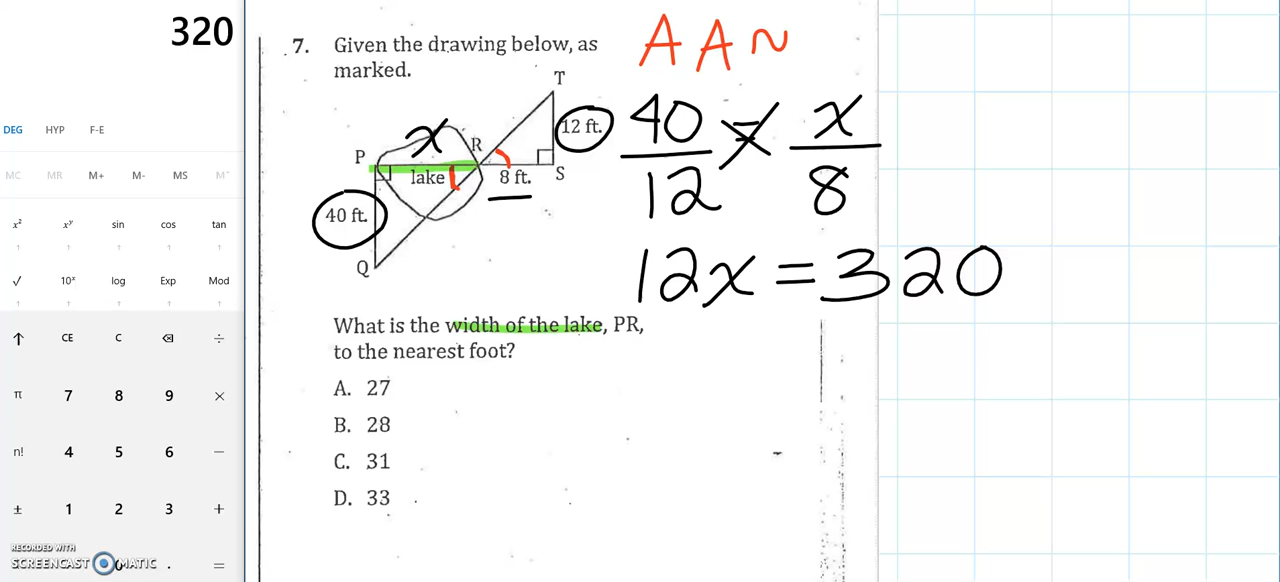 320
DEG HYP F-E
MC MR M+ M- MS M˅
x² xʸ sin cos tan
↑ ↑ ↑ ↑ ↑
√ 10ˣ log Exp Mod
↑ ↑ ↑ ↑ ↑
↑ CE C ⌫ ÷
π 7 8 9 ×
n! 4 5 6 −
± 1 2 3 +
0 . =
RECORDED WITH
SCREENCAST MATIC
7. Given the drawing below, as
marked.
T
12 ft.
x
R
P
lake
8 ft.
S
40 ft.
Q
What is the width of the lake, PR,
to the nearest foot?
A. 27
B. 28
C. 31
D. 33
A A ~
40/12 = x/8
12x = 320